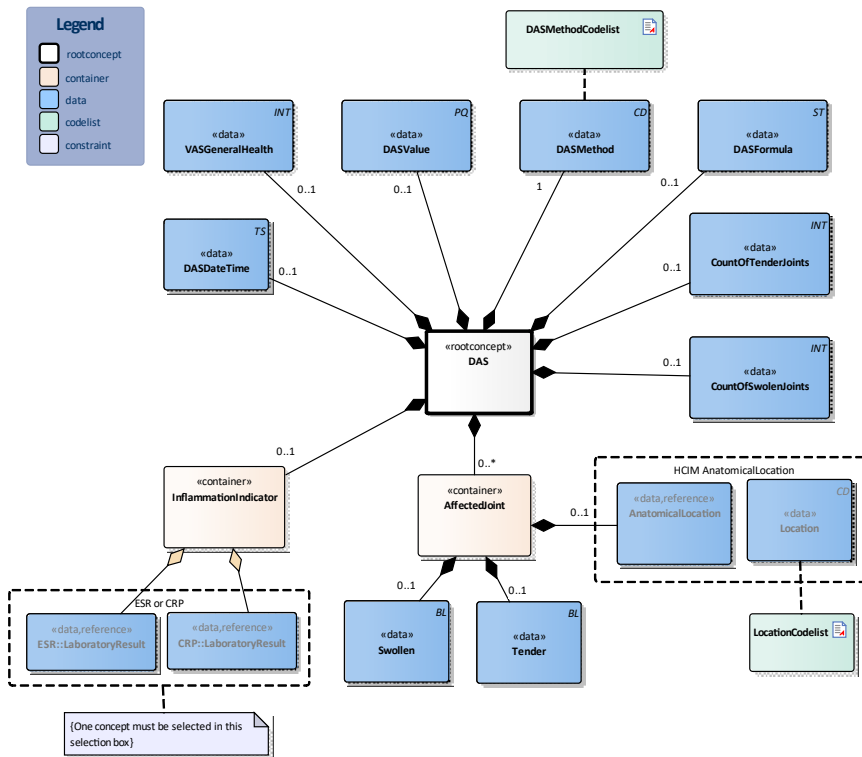 Legend
rootconcept
container
data
codelist
constraint
DASMethodCodelist
INT
«data»
VASGeneralHealth
PQ
«data»
DASValue
CD
«data»
DASMethod
ST
«data»
DASFormula
0..1
0..1
1
0..1
TS
«data»
DASDateTime
0..1
INT
«data»
CountOfTenderJoints
0..1
«rootconcept»
DAS
INT
«data»
CountOfSwolenJoints
0..1
0..1
0..*
«container»
InflammationIndicator
«container»
AffectedJoint
HCIM AnatomicalLocation
0..1
«data,reference»
AnatomicalLocation
CD
«data»
Location
0..1
0..1
ESR or CRP
«data,reference»
ESR::LaboratoryResult
«data,reference»
CRP::LaboratoryResult
BL
«data»
Swollen
BL
«data»
Tender
LocationCodelist
{One concept must be selected in this
selection box}